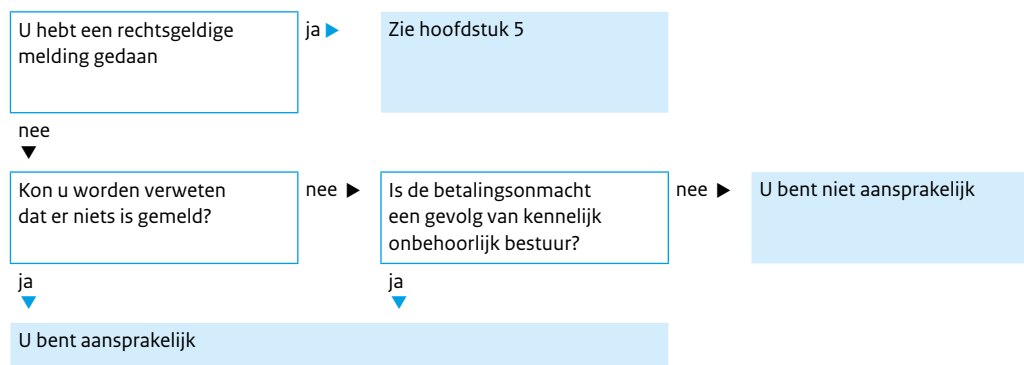 U hebt een rechtsgeldige
melding gedaan
ja
Zie hoofdstuk 5
nee
Kon u worden verweten
dat er niets is gemeld?
nee
Is de betalingsonmacht
een gevolg van kennelijk
onbehoorlijk bestuur?
nee
U bent niet aansprakelijk
ja
ja
U bent aansprakelijk